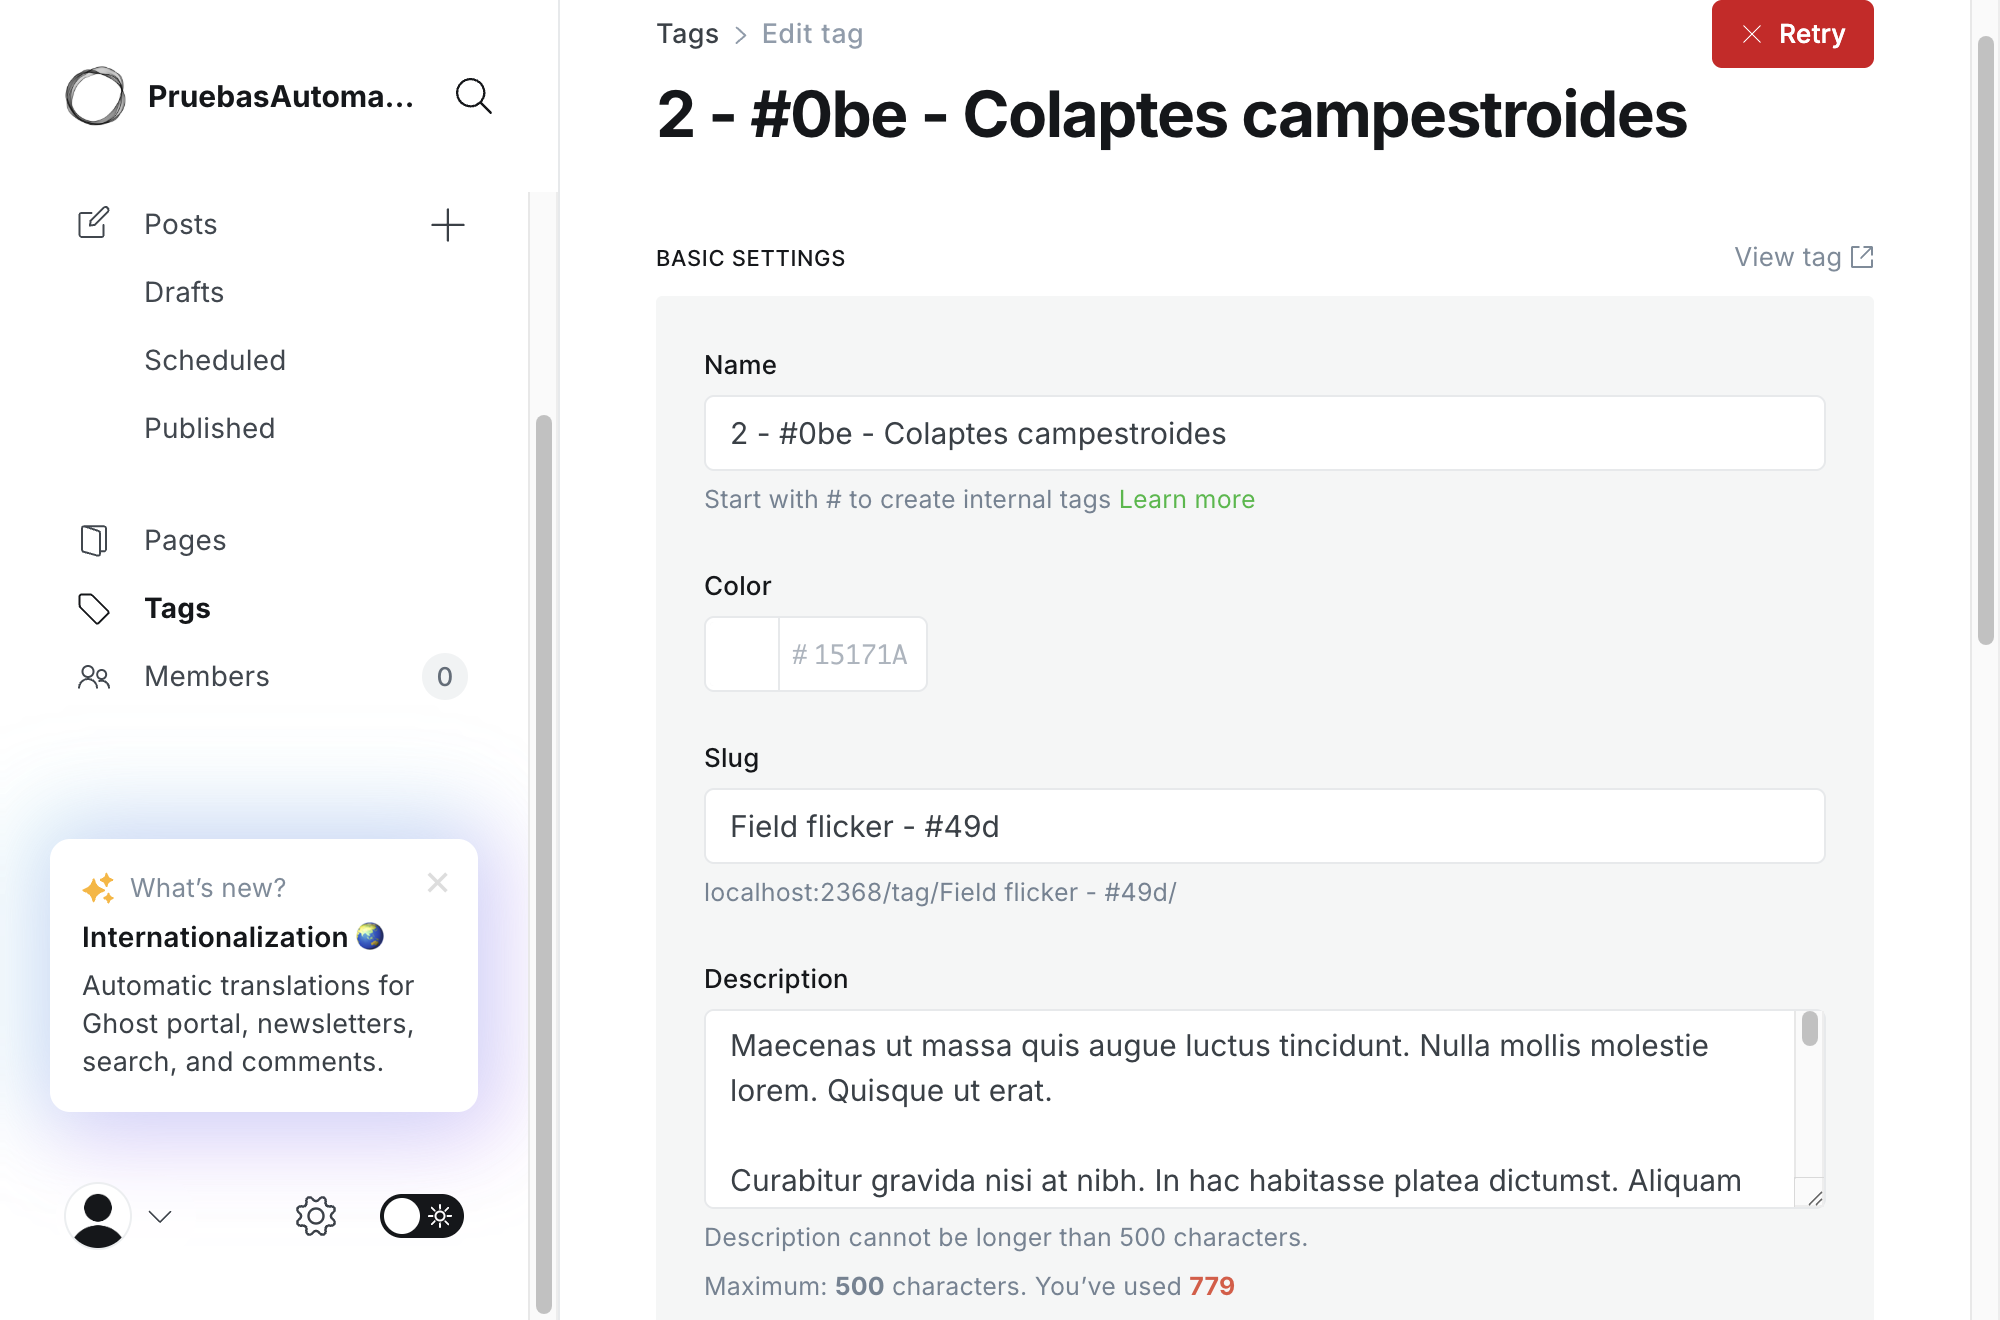 PruebasAutoma...
Posts
Drafts
Scheduled
Published
Pages
Tags
Members
0
What’s new?
Internationalization
Automatic translations for
Ghost portal, newsletters,
search, and comments.
Tags > Edit tag
Retry
2 - #0be - Colaptes campestroides
BASIC SETTINGS
View tag
Name
2 - #0be - Colaptes campestroides
Start with # to create internal tags Learn more
Color
# 15171A
Slug
Field flicker - #49d
localhost:2368/tag/Field flicker - #49d/
Description
Maecenas ut massa quis augue luctus tincidunt. Nulla mollis molestie
lorem. Quisque ut erat.
Curabitur gravida nisi at nibh. In hac habitasse platea dictumst. Aliquam
Description cannot be longer than 500 characters.
Maximum: 500 characters. You’ve used 779